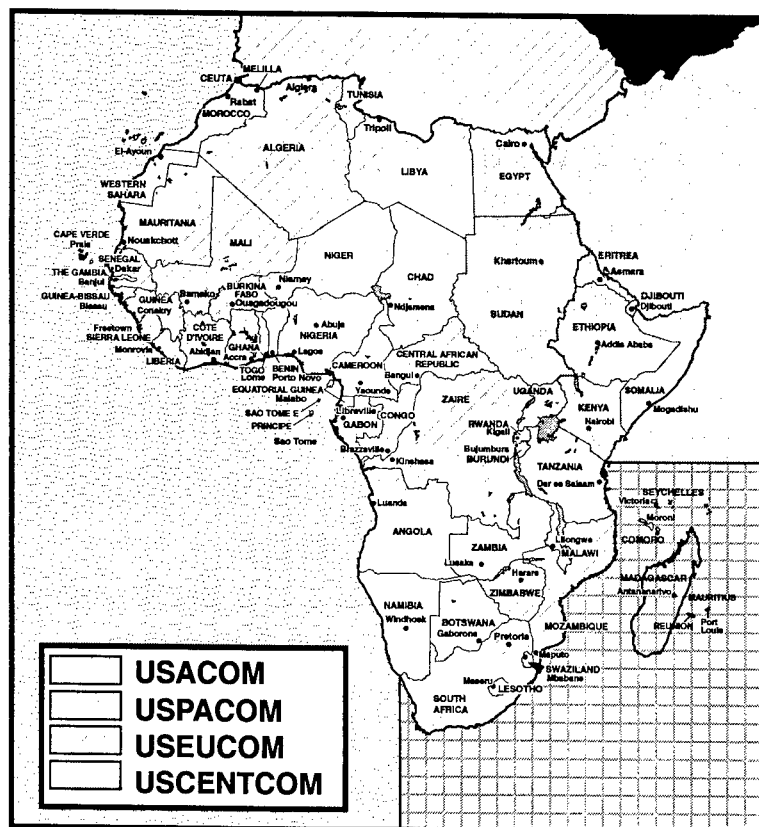 MELILLA
CEUTA
Algiers
TUNISIA
Rabat
MOROCCO
Tripoli
ALGERIA
Cairo
El-Ayoun
LIBYA
EGYPT
WESTERN
SAHARA
MAURITANIA
CAPE VERDE
Praia
Nouakchott
MALI
NIGER
Khartoum
ERITREA
Asmara
SENEGAL
Dakar
CHAD
THE GAMBIA
Banjul
Niamey
BURKINA
FASO
Bamako
Ouagadougou
DJIBOUTI
Djibouti
GUINEA-BISSAU
Bissau
GUINEA
Conakry
Ndjamena
SUDAN
Abuja
NIGERIA
ETHIOPIA
Freetown
SIERRA LEONE
CÔTE
D'IVOIRE
GHANA
Addis Ababa
Monrovia
Abidjan
Accra
Lagos
CENTRAL AFRICAN
REPUBLIC
LIBERIA
TOGO
Lome
BENIN
Porto Novo
CAMEROON
Bangui
EQUATORIAL GUINEA
Malabo
Yaounde
ZAIRE
UGANDA
SOMALIA
KENYA
Mogadishu
SAO TOME E
PRINCIPE
Libreville
GABON
CONGO
RWANDA
Kigali
Nairobi
Sao Tome
Brazzaville
Kinshasa
Bujumbura
BURUNDI
TANZANIA
Dar es Salaam
SEYCHELLES
Victoria
Luanda
Moroni
COMORO
ANGOLA
ZAMBIA
Lilongwe
MALAWI
Lusaka
Harare
MADAGASCAR
Antananarivo
MAURITIUS
ZIMBABWE
NAMIBIA
Windhoek
BOTSWANA
Gaborone
MOZAMBIQUE
REUNION
Port
Louis
Pretoria
Maputo
SWAZILAND
Mbabane
Maseru
LESOTHO
SOUTH
AFRICA
USACOM
USPACOM
USEUCOM
USCENTCOM